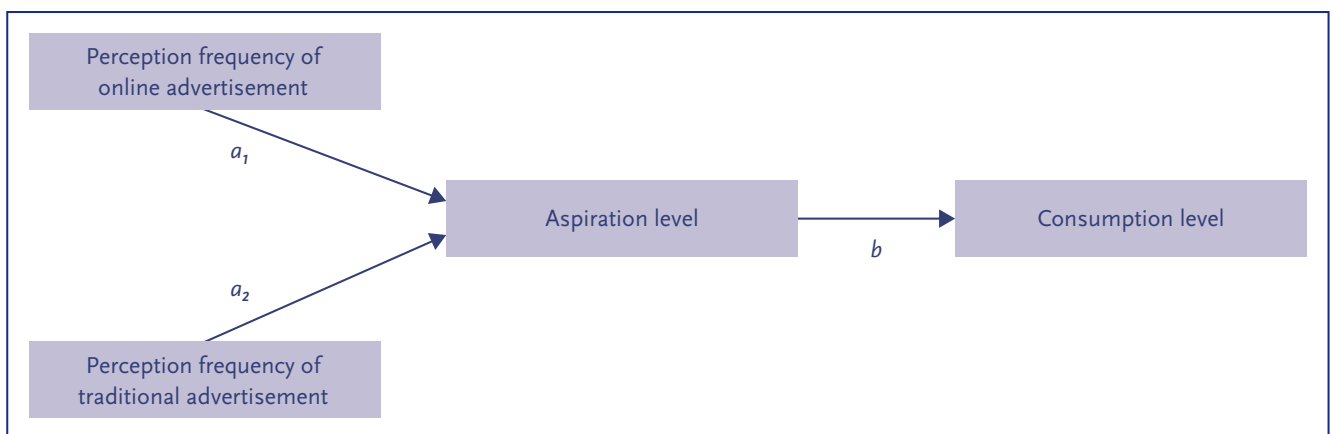 Perception frequency of
online advertisement
a₁
Aspiration level
b
Consumption level
a₂
Perception frequency of
traditional advertisement